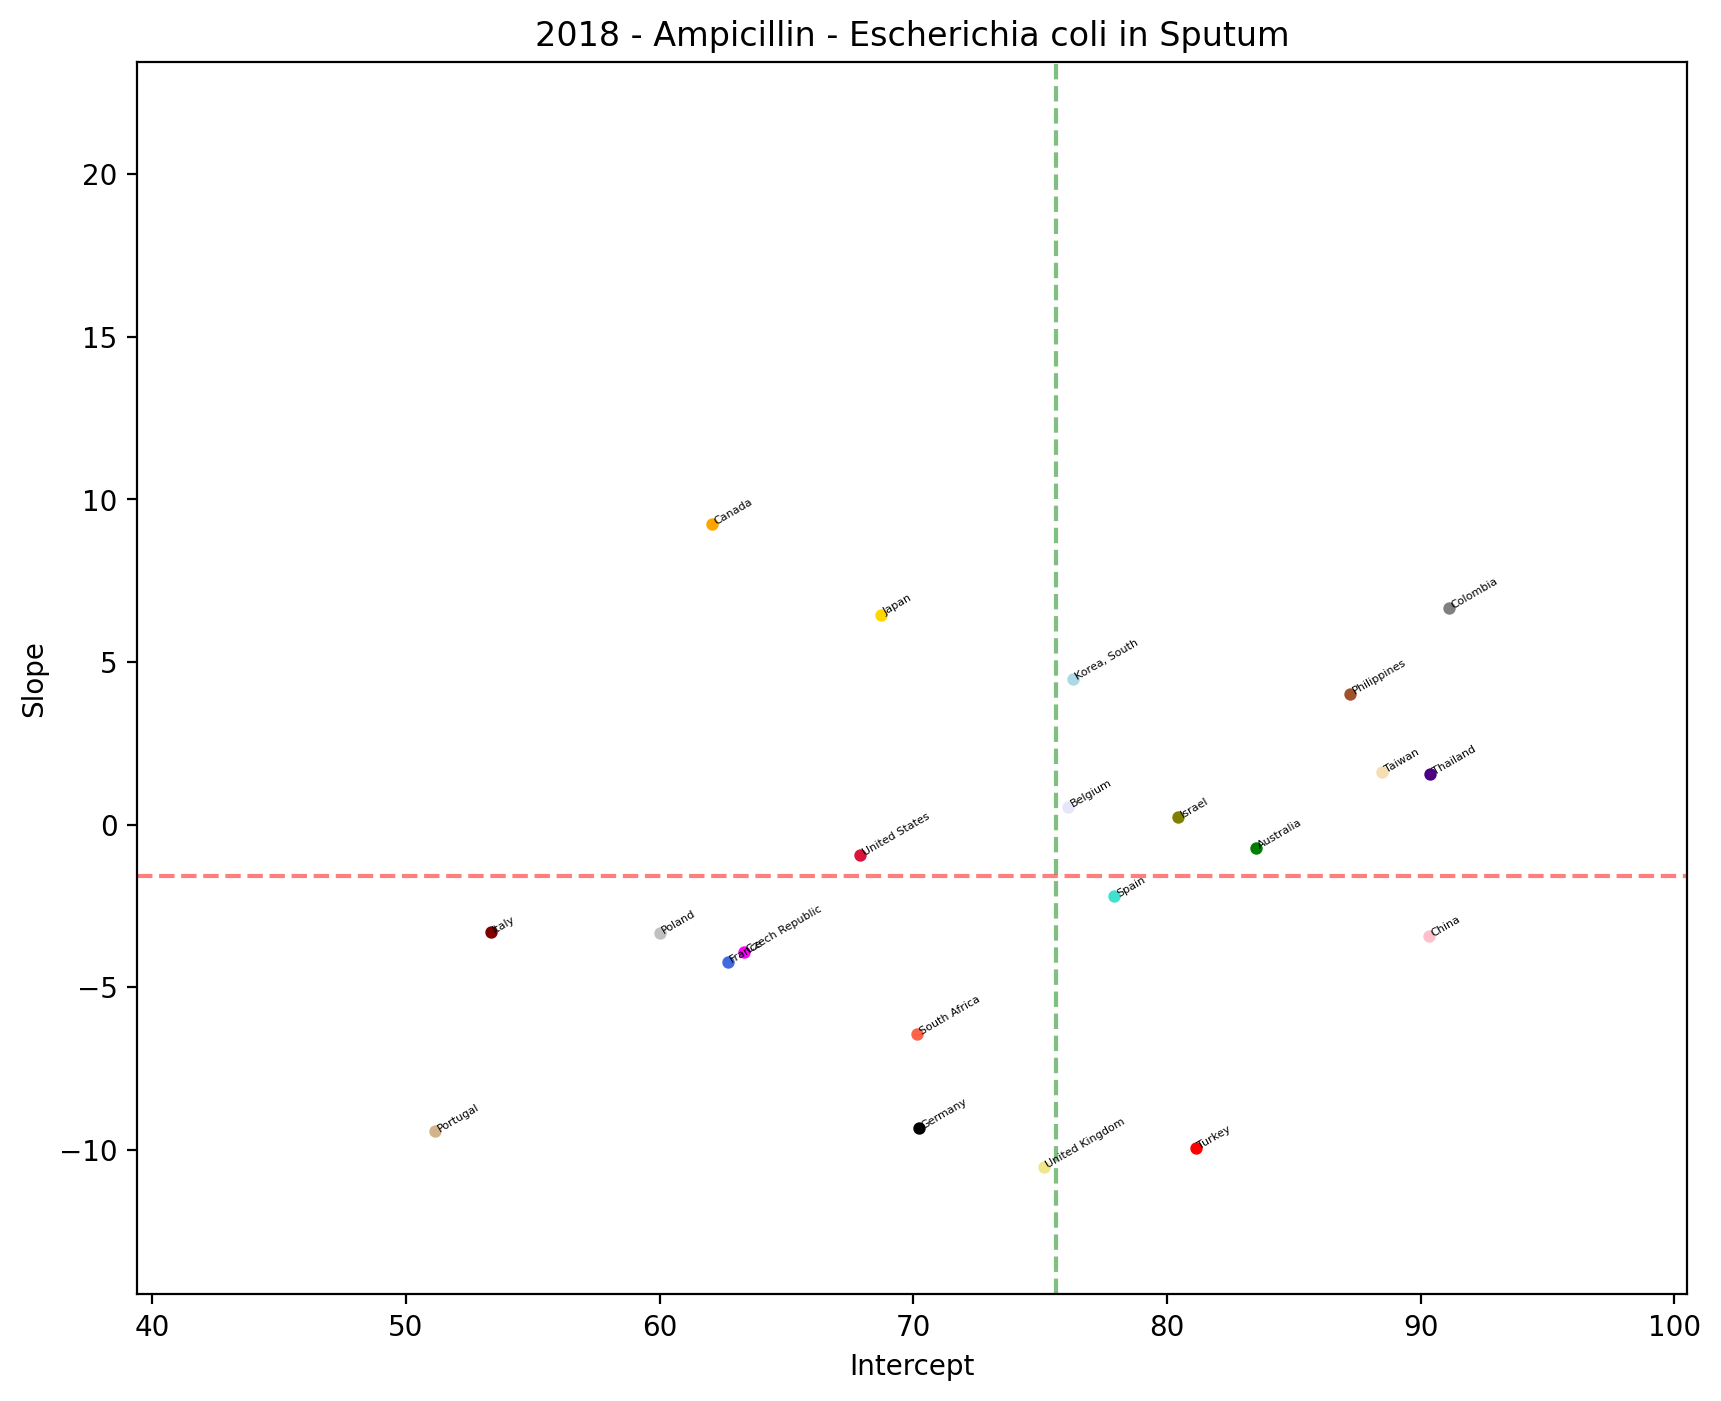 2018 - Ampicillin - Escherichia coli in Sputum
Slope
20
15
10
5
0
−5
−10
Canada
Colombia
Japan
Korea, South
Philippines
Taiwan
Thailand
Belgium
Israel
United States
Australia
Spain
Italy
Poland
China
Czech Republic
France
South Africa
Germany
Portugal
Turkey
United Kingdom
40 50 60 70 80 90 100
Intercept